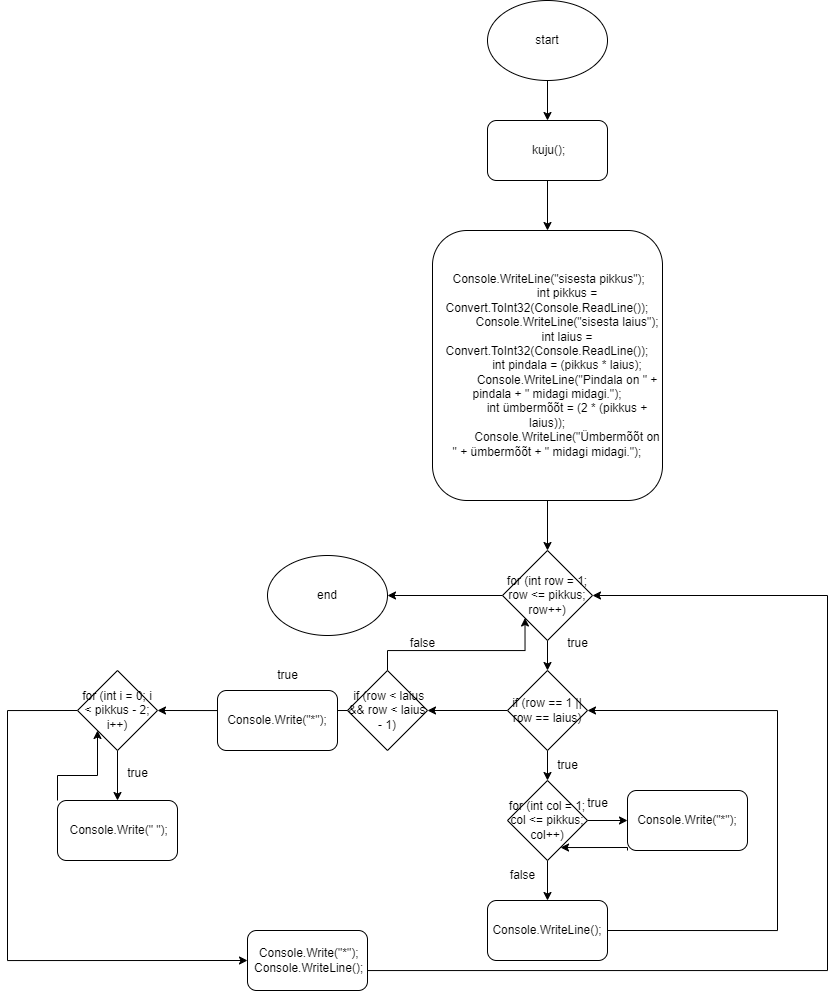 start
kuju();
Console.WriteLine("sisesta pikkus");
int pikkus =
Convert.ToInt32(Console.ReadLine());
Console.WriteLine("sisesta laius");
int laius =
Convert.ToInt32(Console.ReadLine());
int pindala = (pikkus * laius);
Console.WriteLine("Pindala on " +
pindala + " midagi midagi.");
int ümbermõõt = (2 * (pikkus +
laius));
Console.WriteLine("Ümbermõõt on
" + ümbermõõt + " midagi midagi.");
for (int row = 1;
row <= pikkus;
row++)
end
true
false
true
if (row == 1 ||
row == laius)
if (row < laius
&& row < laius
- 1)
Console.Write("*");
for (int i = 0; i
< pikkus - 2;
i++)
true
true
Console.Write(" ");
for (int col = 1;
col <= pikkus;
col++)
true
Console.Write("*");
false
Console.WriteLine();
Console.Write("*");
Console.WriteLine();